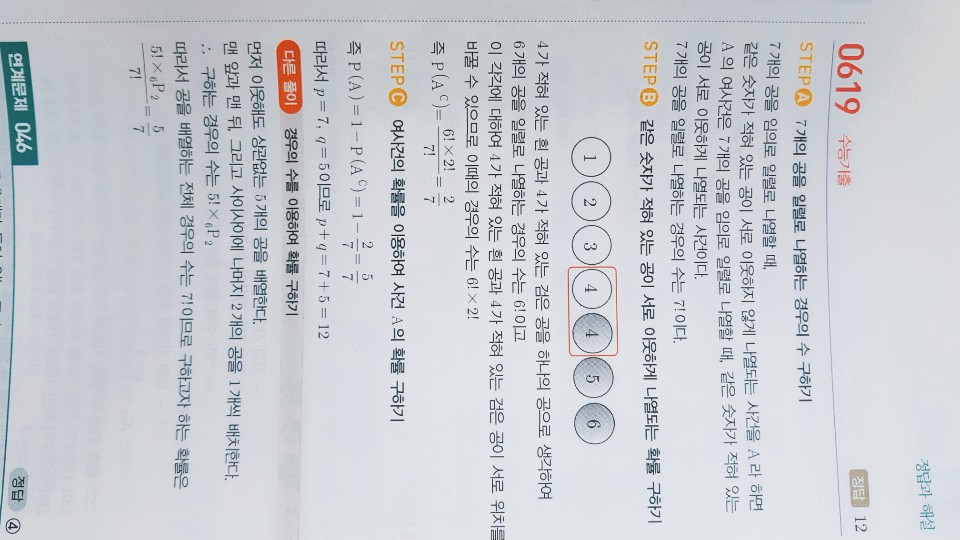 정답과 해설
0619 수능기출
정답 12
STEP A 7개의 공을 일렬로 나열하는 경우의 수 구하기
7개의 공을 임의로 일렬로 나열할 때,
같은 숫자가 적혀 있는 공이 서로 이웃하지 않게 나열되는 사건을 A라 하면
A의 여사건은 7개의 공을 임의로 일렬로 나열할 때, 같은 숫자가 적혀 있는
공이 서로 이웃하게 나열되는 사건이다.
7개의 공을 일렬로 나열하는 경우의 수는 7!이다.
STEP B 같은 숫자가 적혀 있는 공이 서로 이웃하게 나열되는 확률 구하기
1 2 3 4 4 5 6
4가 적혀 있는 흰 공과 4가 적혀 있는 검은 공을 하나의 공으로 생각하여
6개의 공을 일렬로 나열하는 경우의 수는 6!이고
이 각각에 대하여 4가 적혀 있는 흰 공과 4가 적혀 있는 검은 공이 서로 위치를
바꿀 수 있으므로 이때의 경우의 수는 6!×2!
즉 P(Aᶜ)=6!×2!/7!=2/7
STEP C 여사건의 확률을 이용하여 사건 A의 확률 구하기
즉 P(A)=1-P(Aᶜ)=1-2/7=5/7
따라서 p=7, q=5이므로 p+q=7+5=12
다른 풀이 경우의 수를 이용하여 확률 구하기
먼저 이웃해도 상관없는 5개의 공을 배열한다.
맨 앞과 맨 뒤, 그리고 사이사이에 나머지 2개의 공을 1개씩 배치한다.
∴ 구하는 경우의 수는 5!×₆P₂
따라서 공을 배열하는 전체 경우의 수는 7!이므로 구하고자 하는 확률은
5!×₆P₂/7!=5/7
연계문제 046
정답 ④